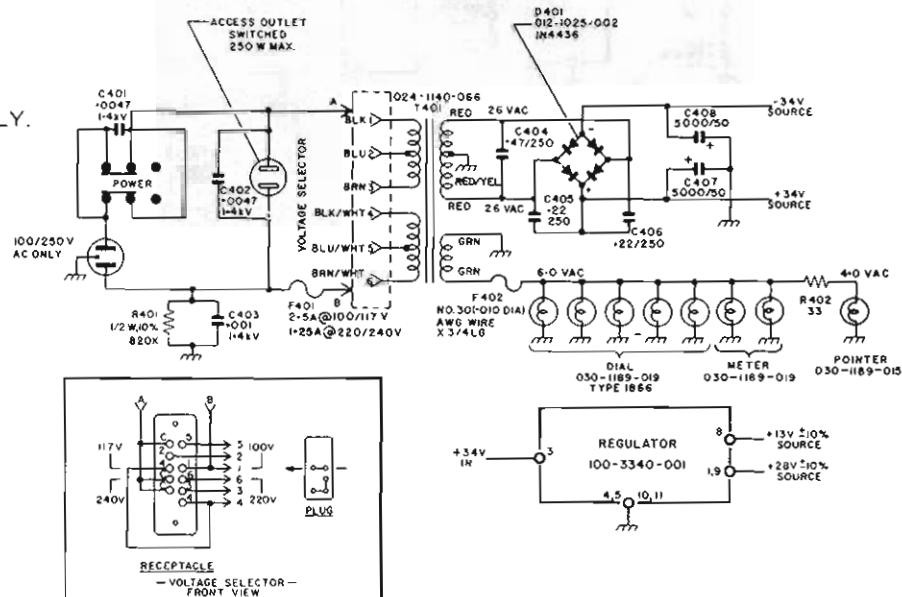 LY.
ACCESS OUTLET
SWITCHED
250 W MAX.
D401
012-1025-002
IN4436
C401
.0047
1.4kV
POWER
100/250V
AC ONLY
R401
1/2W,10%
820K
C403
.001
1.4kV
C402
.0047
1.4kV
A
VOLTAGE SELECTOR
B
F401
2.5A@100/117V
1.25A@220/240V
024-1140-066
T401
BLK
BLU 2
BRN
BLK/WHT 4
BLU/WHT 5
BRN/WHT
RED
26 VAC
RED/YEL
RED
26 VAC
GRN
GRN
C404
.47/250
C405
.22
250
C406
.22/250
-
+
C408
5000/50
+
+
C407
5000/50
-34V
SOURCE
+34V
SOURCE
F402
NO.30(.010 DIA)
AWG WIRE
X 3/4 LG
6.0 VAC
R402
33
4.0 VAC
DIAL
030-1189-019
TYPE 1866
METER
030-1189-019
POINTER
030-1189-015
A
B
117V
240V
5
2
1
6
3
4
100V
220V
PLUG
RECEPTACLE
— VOLTAGE SELECTOR —
FRONT VIEW
+34V
IN
3
REGULATOR
100-3340-001
8
+13V ±10%
SOURCE
1,9
+28V ±10%
SOURCE
4,5
10,11